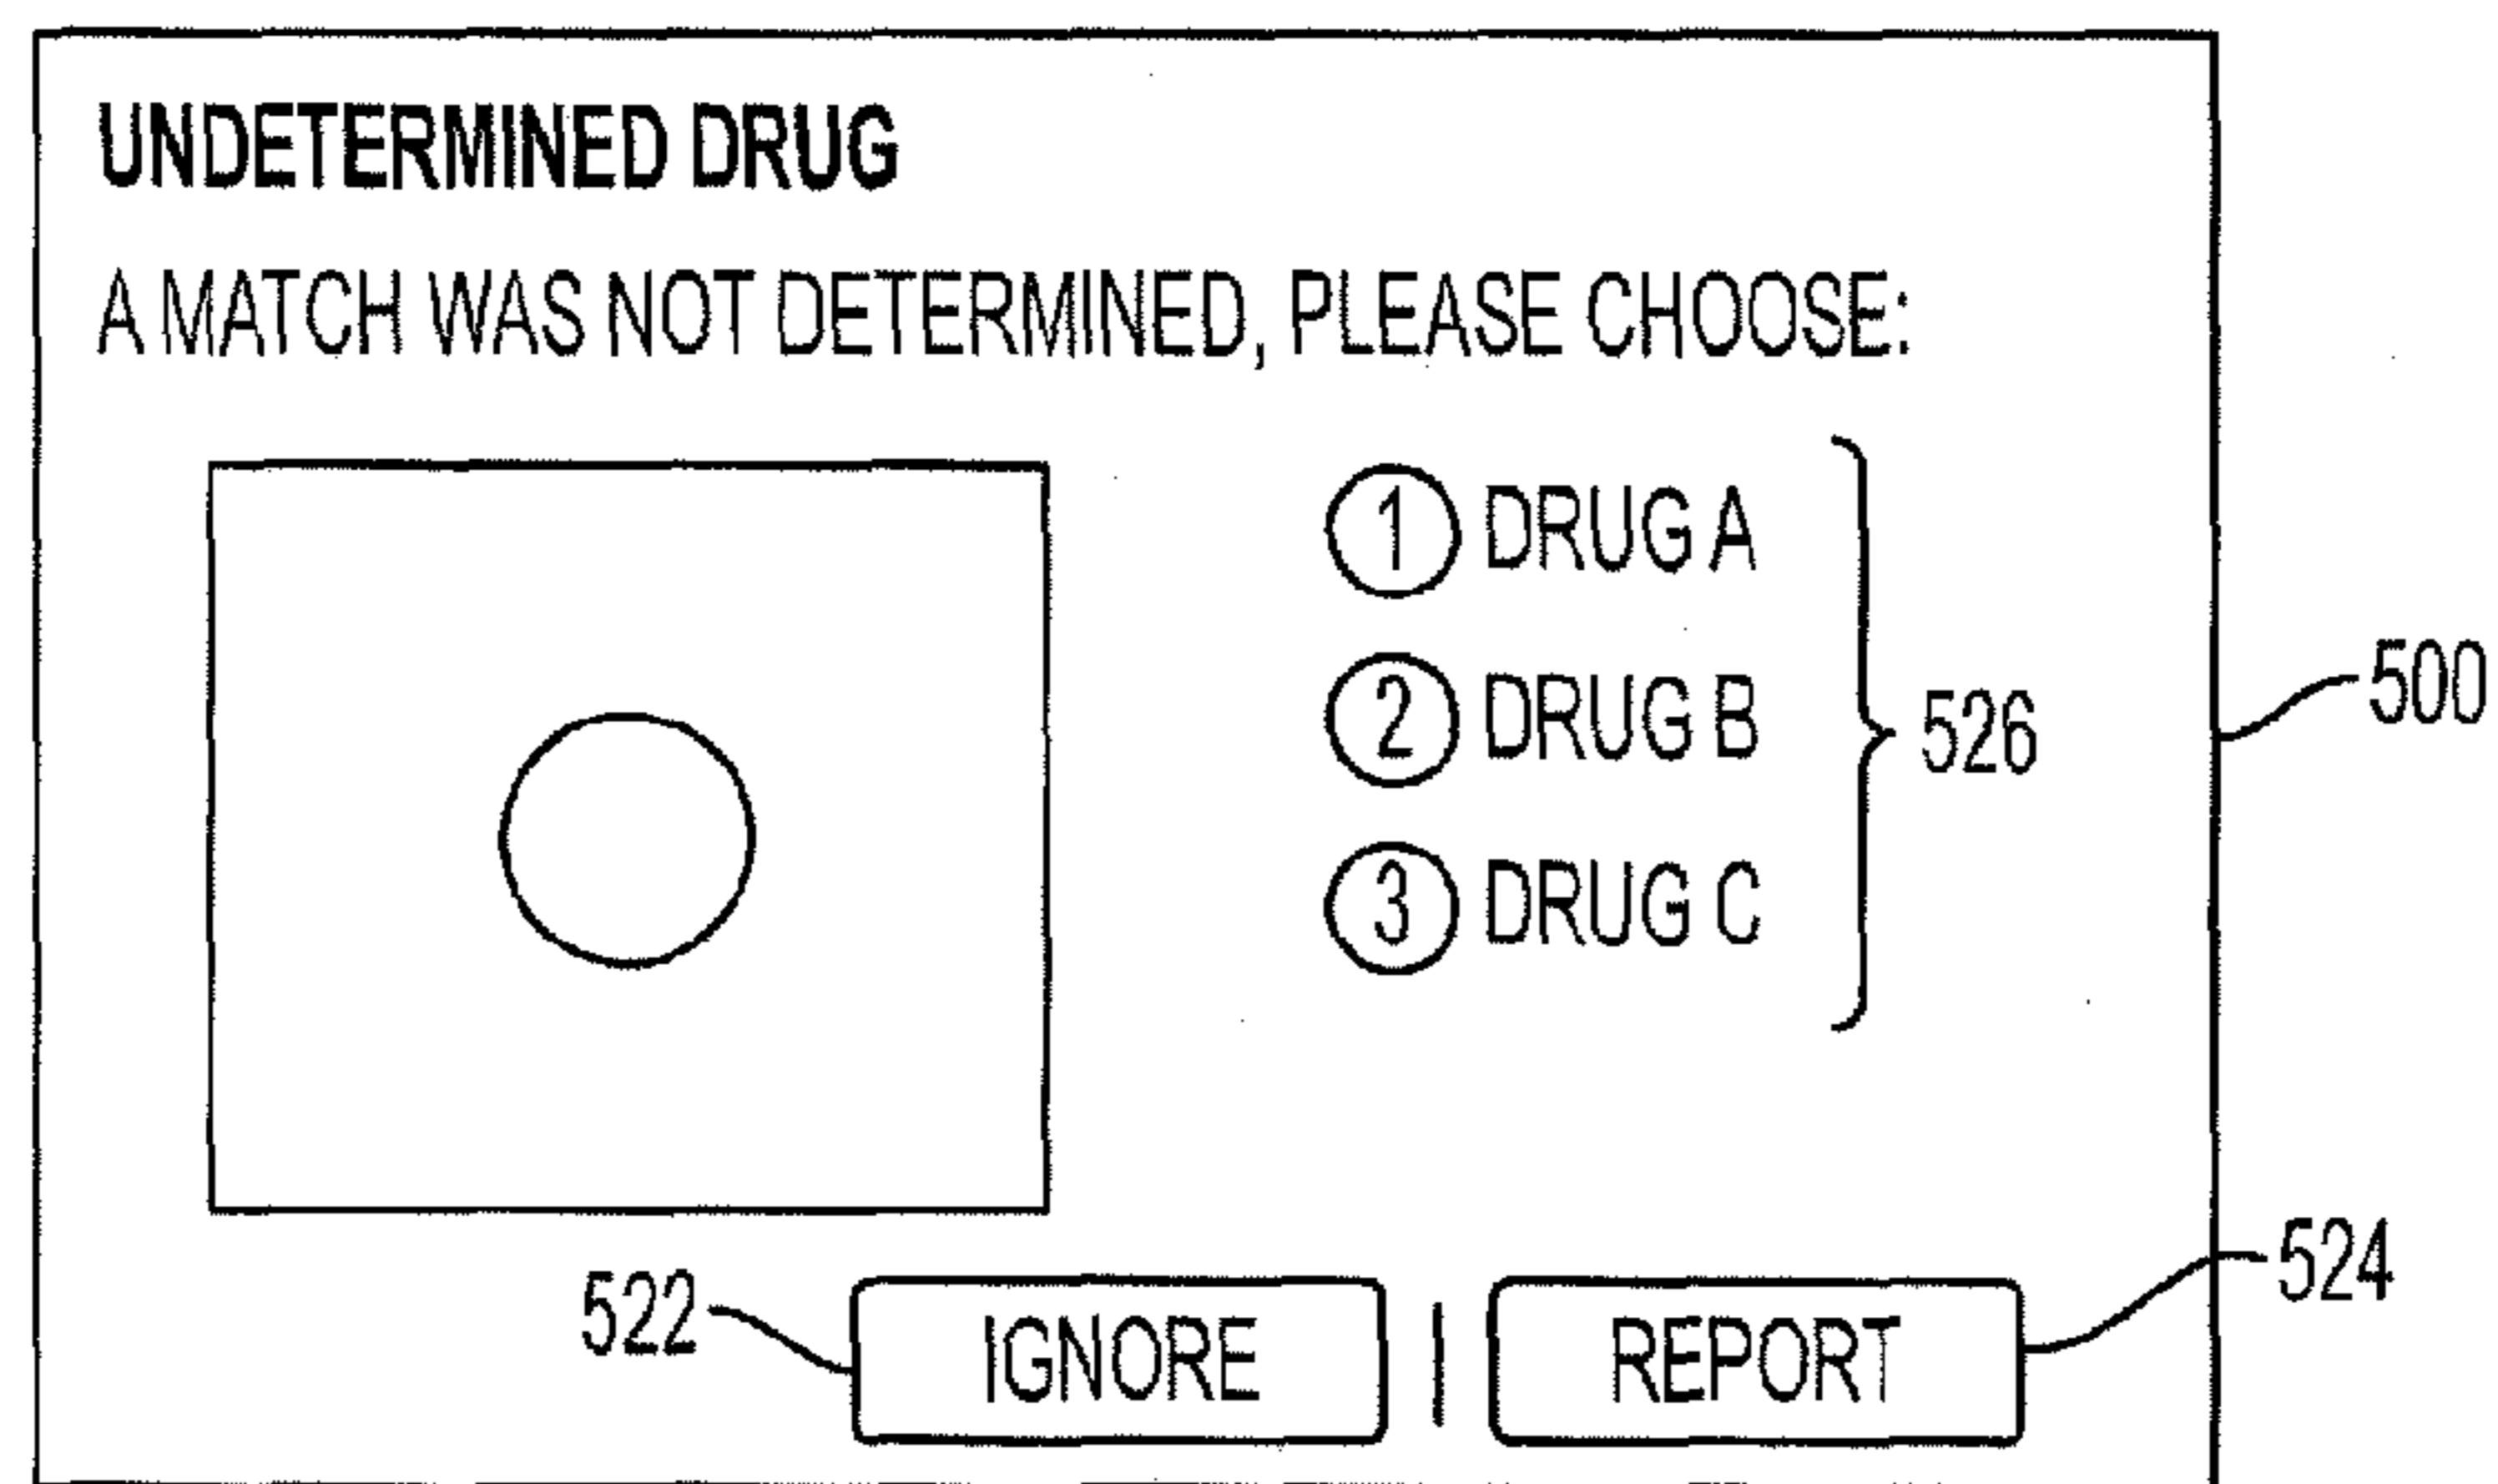 UNDETERMINED DRUG
A MATCH WAS NOT DETERMINED, PLEASE CHOOSE:
1 DRUG A
2 DRUG B
3 DRUG C
526
500
524
522
IGNORE | REPORT